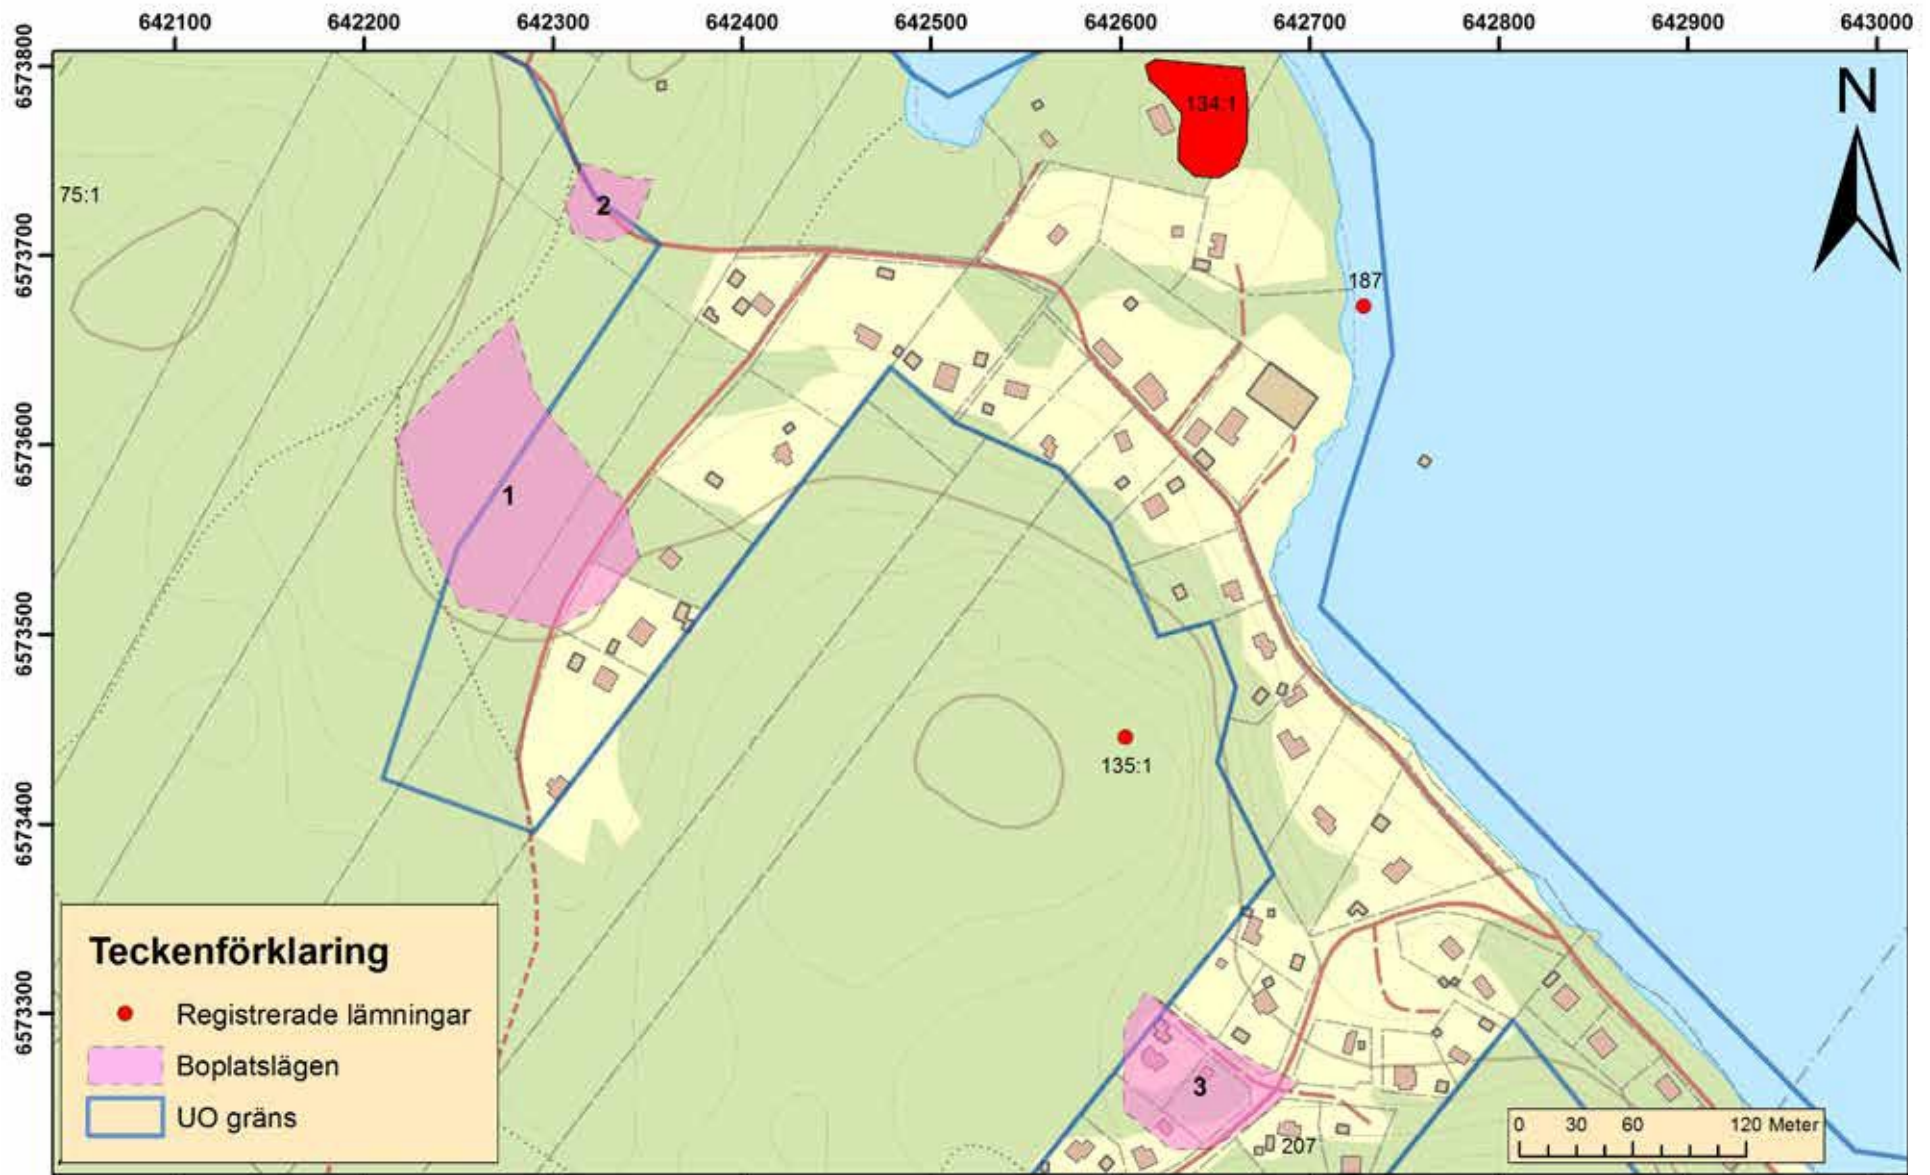 642100 642200 642300 642400 642500 642600 642700 642800 642900 643000
6573800
N
134:1
75:1
2
6573700
187
6573600
1
6573500
135:1
6573400
Teckenförklaring
Registrerade lämningar
6573300
Boplatslägen
3
UO gräns
0 30 60 120 Meter
207